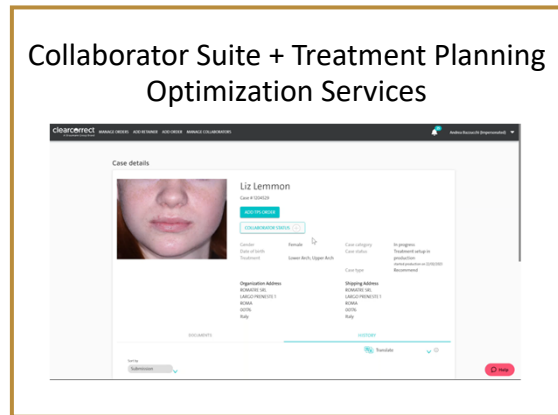 Collaborator Suite + Treatment Planning
Optimization Services
clearcorrect
MANAGE ORDERS ADD RETAINER ADD ORDER MANAGE COLLABORATORS
Case details
Liz Lemmon
ADD TPS ORDER
COLLABORATOR STATUS
Gender Female
Date of birth
Treatment Lower Arch, Upper Arch
Case category In progress
Case status Treatment setup in
production
Case type Recommend
Organization Address
ROMATRE SRL
LARGO PRENESTE 1
ROMA
00176
Italy
Shipping Address
ROMATRE SRL
LARGO PRENESTE 1
ROMA
00176
Italy
DOCUMENTS HISTORY
Translate
Sort by
Submission
Help